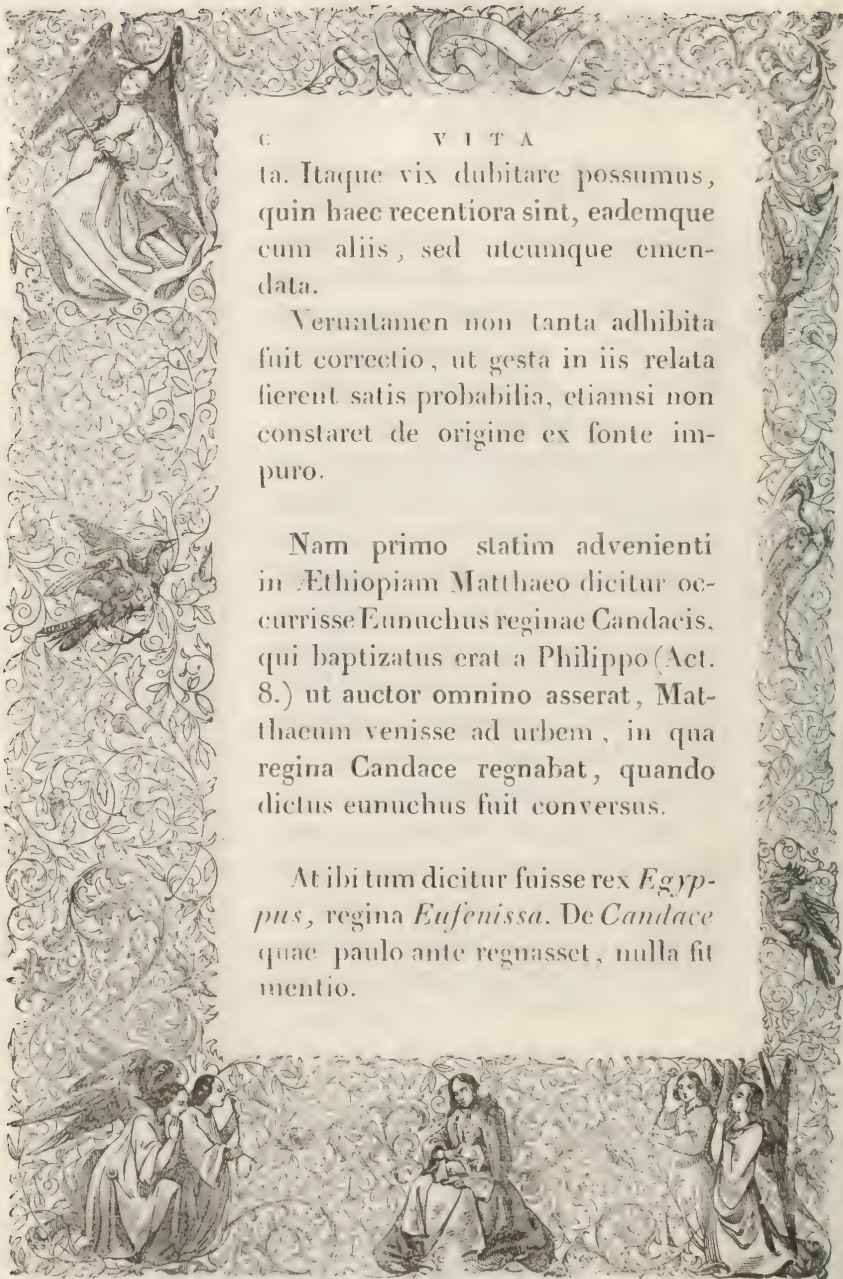 C VITA
ta. Itaque vix dubitare possumus,
quin haec recentiora sint, eademque
cum aliis, sed utcumque emen-
data.
Veruntamen non tanta adhibita
fuit correctio, ut gesta in iis relata
fierent satis probabilia, etiamsi non
constaret de origine ex fonte im-
puro.
Nam primo statim advenienti
in Æthiopiam Matthaeo dicitur oc-
currisse Eunuchus reginae Candacis,
qui baptizatus erat a Philippo (Act.
8.) ut auctor omnino asserat, Mat-
thaeum venisse ad urbem, in qua
regina Candace regnabat, quando
dictus eunuchus fuit conversus.
At ibi tum dicitur fuisse rex Egyp-
pus, regina Eufenissa. De Candace
quae paulo ante regnasset, nulla fit
mentio.